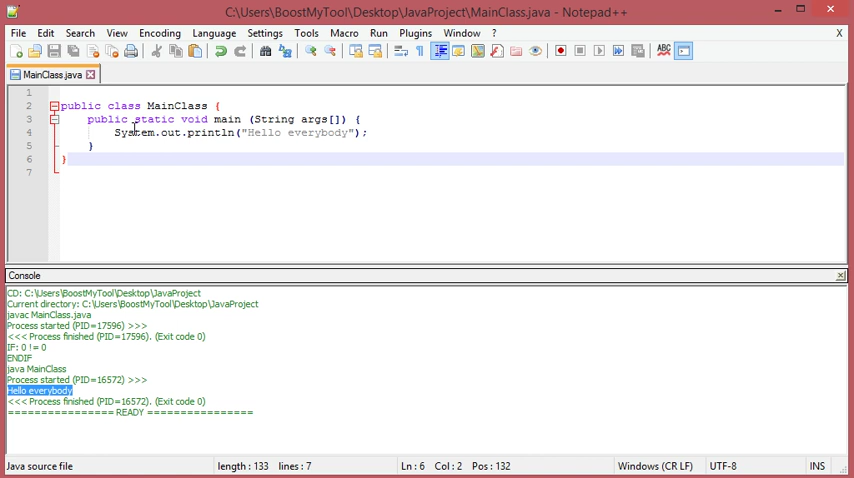 C:\Users\BoostMyTool\Desktop\JavaProject\MainClass.java - Notepad++
File Edit Search View Encoding Language Settings Tools Macro Run Plugins Window ? X
MainClass.java
1
2 public class MainClass {
3 public static void main (String args[]) {
4 System.out.println("Hello everybody");
5 }
6 }
7
Console
CD: C:\Users\BoostMyTool\Desktop\JavaProject
Current directory: C:\Users\BoostMyTool\Desktop\JavaProject
javac MainClass.java
Process started (PID=17596) >>>
<<< Process finished (PID=17596). (Exit code 0)
IF: 0 != 0
ENDIF
java MainClass
Process started (PID=16572) >>>
Hello everybody
<<< Process finished (PID=16572). (Exit code 0)
================ READY ================
Java source file length : 133 lines : 7 Ln : 6 Col : 2 Pos : 132 Windows (CR LF) UTF-8 INS